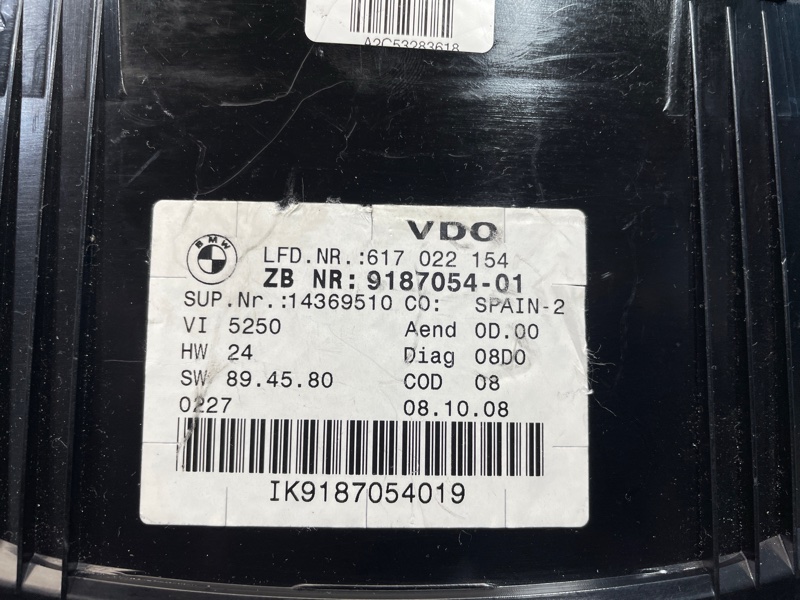 A2C53283618
VDO
BMW
LFD.NR.:617 022 154
ZB NR: 9187054-01
SUP.Nr.:14369510 CO: SPAIN-2
VI 5250 Aend 0D.00
HW 24 Diag 08D0
SW 89.45.80 COD 08
0227 08.10.08
IK9187054019